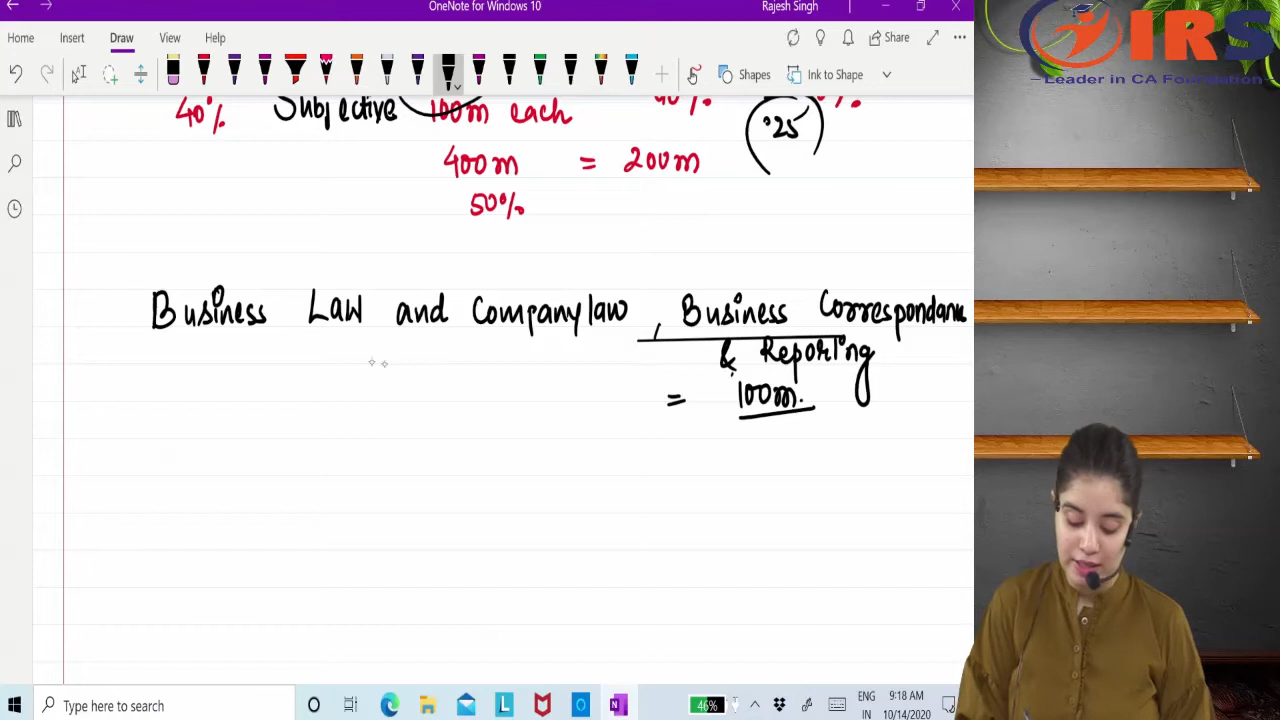 OneNote for Windows 10
Rajesh Singh
Home Insert Draw View Help
Share
Shapes
Ink to Shape
IRS
Leader in CA Foundation
40% Subjective 100m each
.25
400m = 200m
50%
Business Law and Company law, Business Correspondance
& Reporting
= 100m.
Type here to search
46%
ENG
IN
9:18 AM
10/14/2020